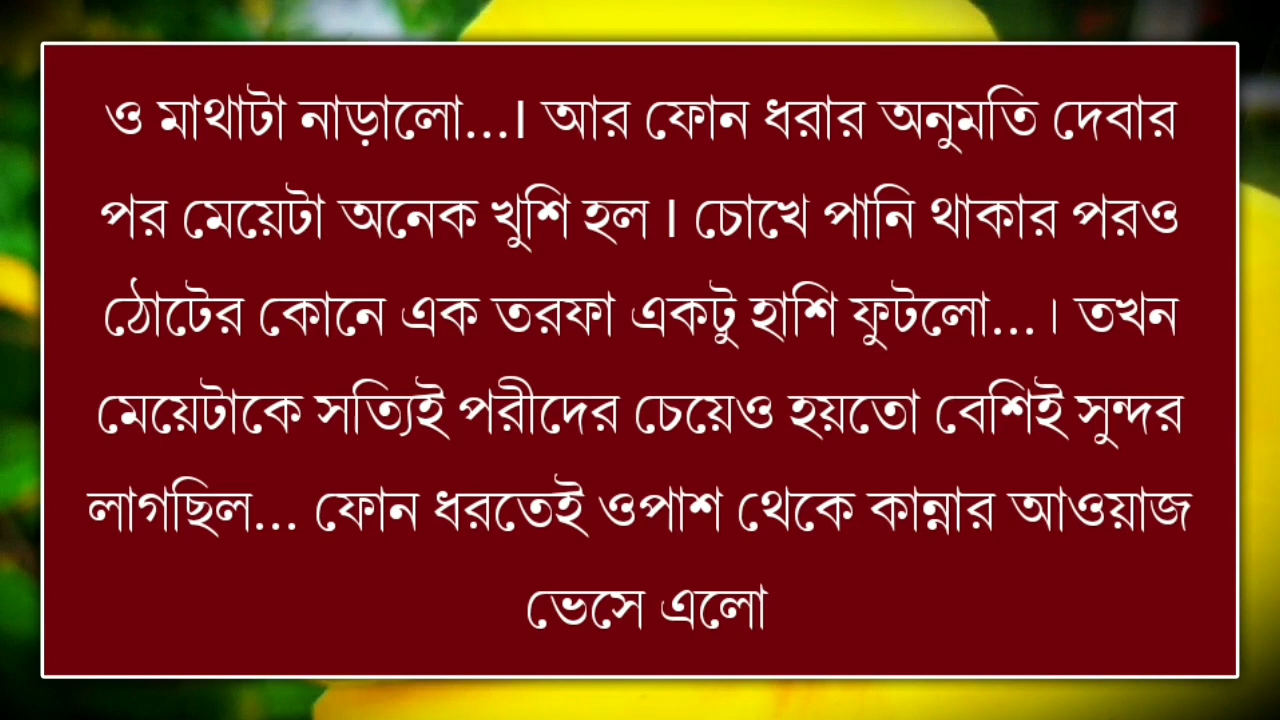 ও মাথাটা নাড়ালো...। আর ফোন ধরার অনুমতি দেবার
পর মেয়েটা অনেক খুশি হল । চোখে পানি থাকার পরও
ঠোটের কোনে এক তরফা একটু হাশি ফুটলো...। তখন
মেয়েটাকে সত্যিই পরীদের চেয়েও হয়তো বেশিই সুন্দর
লাগছিল... ফোন ধরতেই ওপাশ থেকে কান্নার আওয়াজ
ভেসে এলো